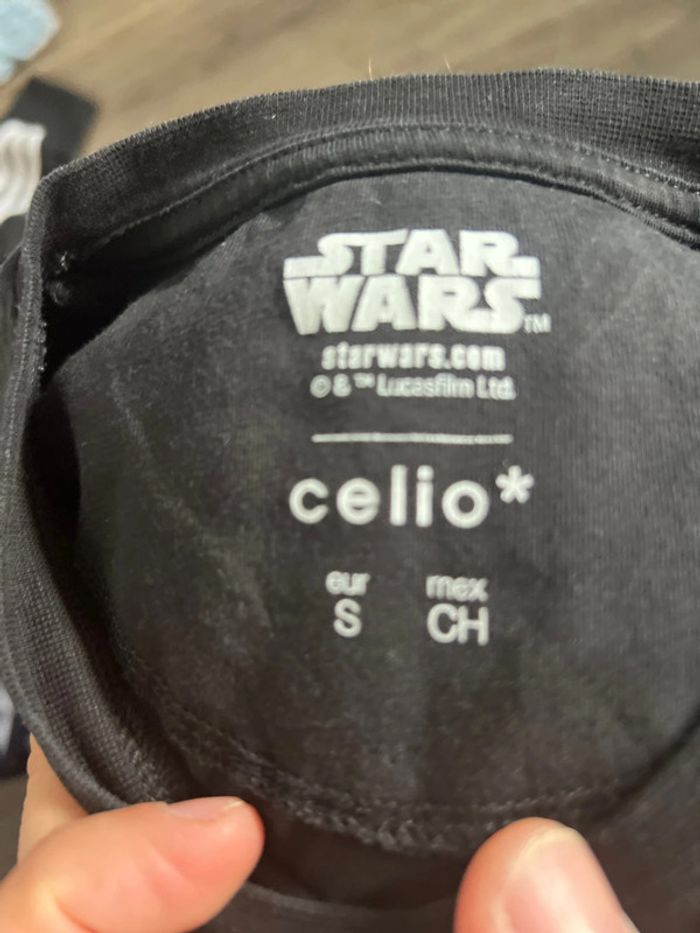 STAR
WARS™
starwars.com
© & ™ Lucasfilm Ltd.
celio*
eur mex
S CH